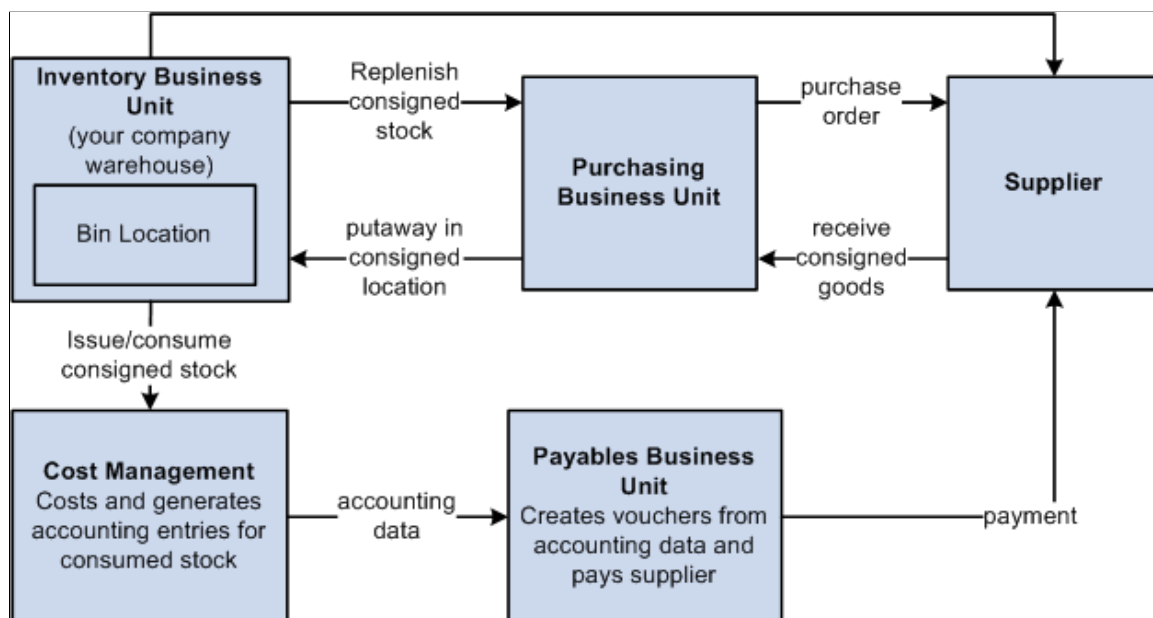 Inventory Business
Unit
(your company
warehouse)
Bin Location
Replenish
consigned
stock
putaway in
consigned
location
Purchasing
Business Unit
purchase
order
receive
consigned
goods
Supplier
Issue/consume
consigned stock
Cost Management
Costs and generates
accounting entries for
consumed stock
accounting
data
Payables Business
Unit
Creates vouchers from
accounting data and
pays supplier
payment